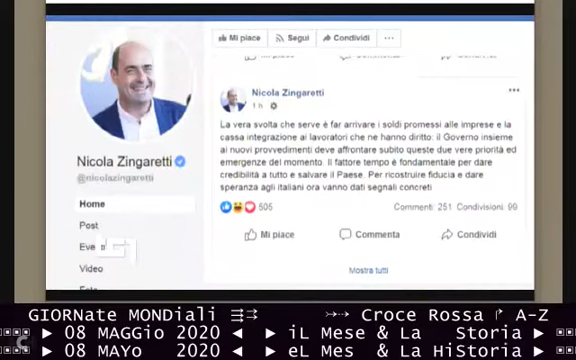 Mi piace Segui Condividi ...
Nicola Zingaretti
1 h
La vera svolta che serve è far arrivare i soldi promessi alle imprese e la
cassa integrazione ai lavoratori che ne hanno diritto: il Governo insieme
ai nuovi provvedimenti deve affrontare subito queste due vere priorità ed
emergenze del momento. Il fattore tempo è fondamentale per dare
credibilità a tutto e salvare il Paese. Per ricostruire fiducia e dare
speranza agli italiani ora vanno dati segnali concreti
505 Commenti: 251 Condivisioni: 99
Mi piace Commenta Condividi
Mostra tutti
Nicola Zingaretti
@nicolazingaretti
Home
Post
Video
GIORNate MONDiali ⇶ ⤐ Croce Rossa ↱ A-Z
▶ 08 MAGGio 2020 ◀ ▶ iL Mese & La Storia
▶ 08 MAYo 2020 ◀ ▶ eL Mes & La HiStoria